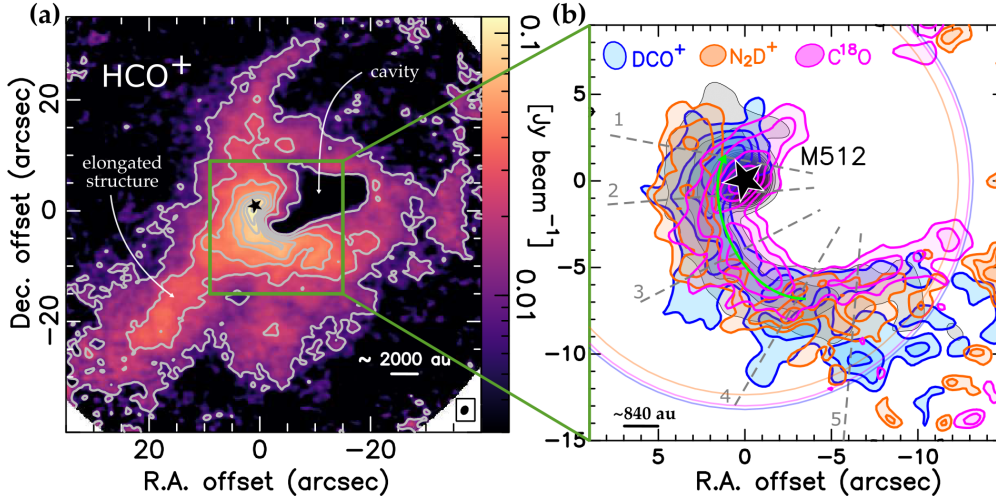 (a)
HCO⁺
cavity
elongated
structure
~ 2000 au
20
0
−20
Dec. offset (arcsec)
20
0
−20
R.A. offset (arcsec)
0.1
[Jy beam⁻¹]
0.01
(b)
DCO⁺
N₂D⁺
C¹⁸O
M512
1
2
3
4
5
~840 au
5
0
−5
−10
−15
5
0
−5
−10
R.A. offset (arcsec)